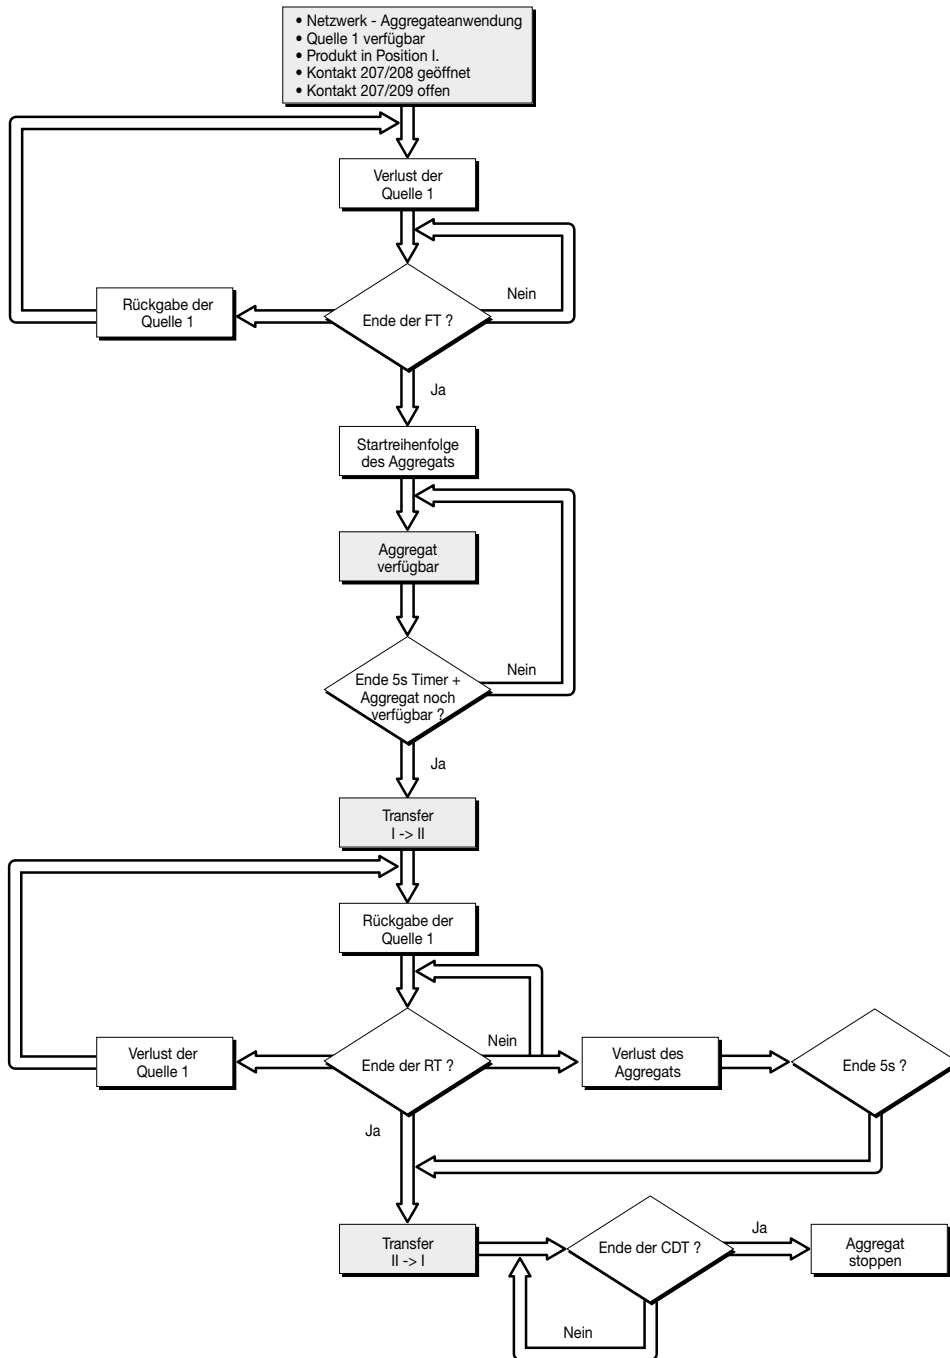 • Netzwerk - Aggregateanwendung
• Quelle 1 verfügbar
• Produkt in Position I.
• Kontakt 207/208 geöffnet
• Kontakt 207/209 offen
Verlust der
Quelle 1
Nein
Rückgabe der
Quelle 1
Ende der FT ?
Ja
Startreihenfolge
des Aggregats
Aggregat
verfügbar
Nein
Ende 5s Timer +
Aggregat noch
verfügbar ?
Ja
Transfer
I -> II
Rückgabe der
Quelle 1
Nein
Verlust der
Quelle 1
Ende der RT ?
Verlust des
Aggregats
Ende 5s ?
Ja
Transfer
II -> I
Ende der CDT ?
Ja
Aggregat
stoppen
Nein